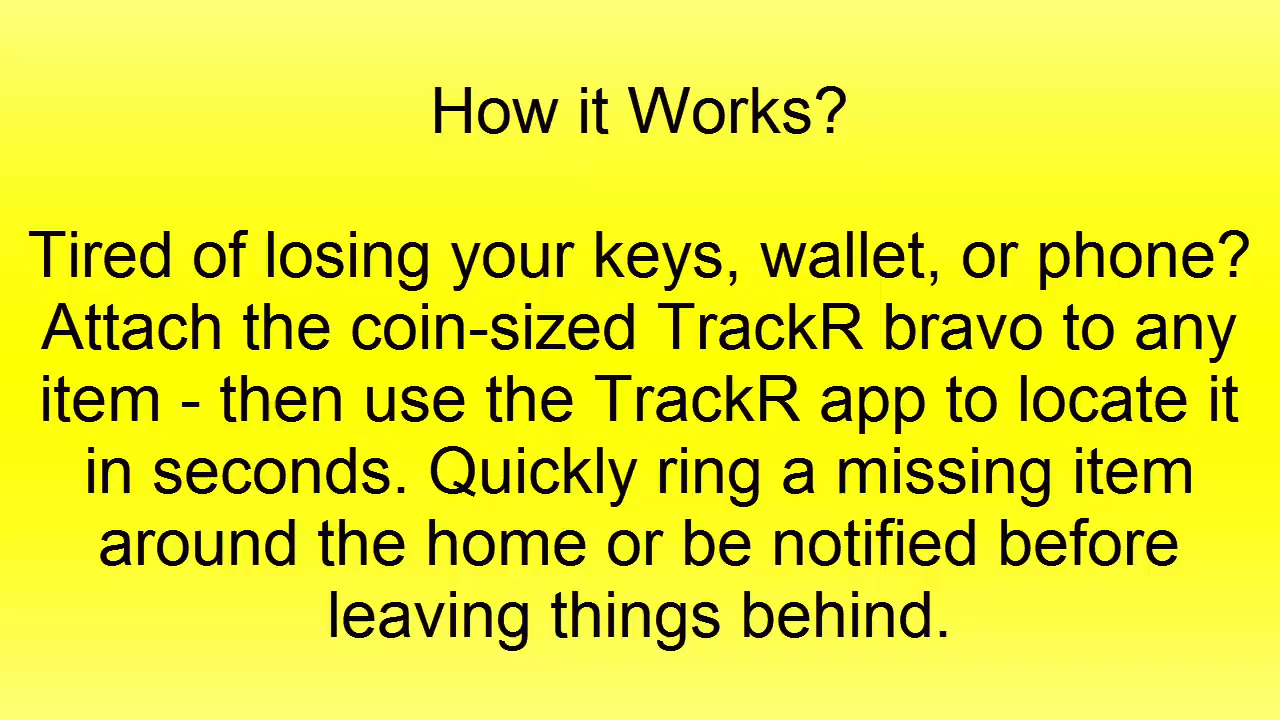 How it Works?
Tired of losing your keys, wallet, or phone?
Attach the coin-sized TrackR bravo to any
item - then use the TrackR app to locate it
in seconds. Quickly ring a missing item
around the home or be notified before
leaving things behind.